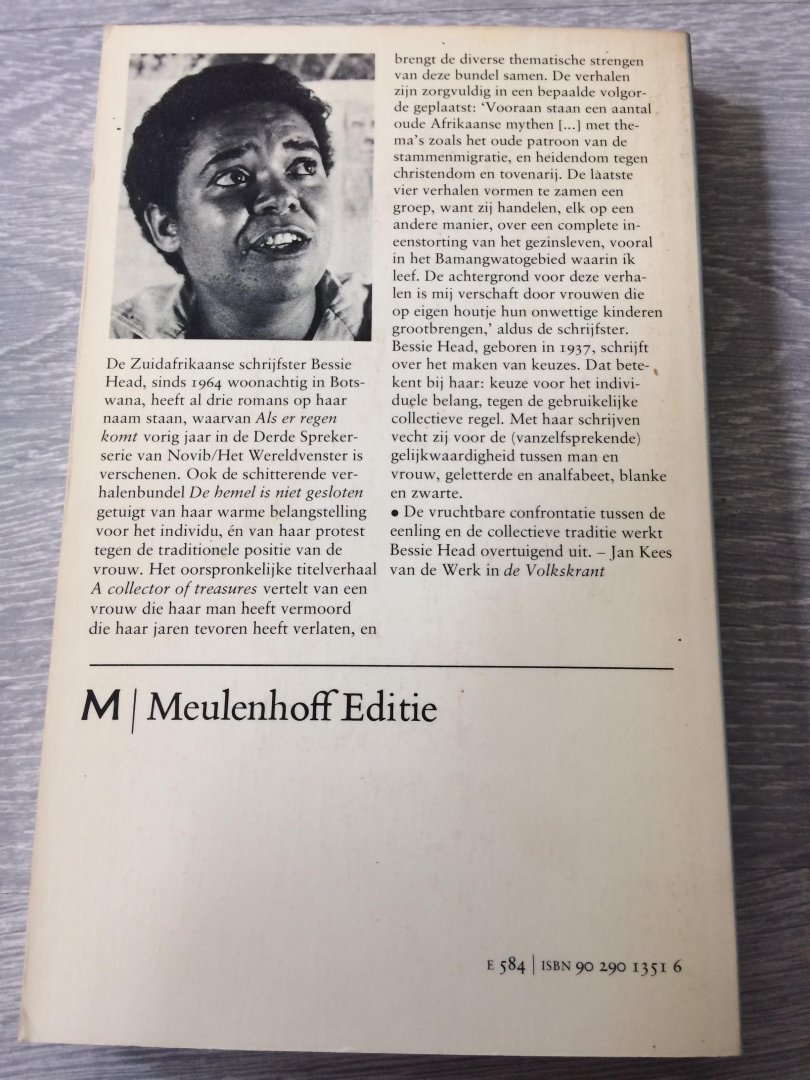 De Zuidafrikaanse schrijfster Bessie
Head, sinds 1964 woonachtig in Bots-
wana, heeft al drie romans op haar
naam staan, waarvan Als er regen
komt vorig jaar in de Derde Spreker-
serie van Novib/Het Wereldvenster is
verschenen. Ook de schitterende ver-
halenbundel De hemel is niet gesloten
getuigt van haar warme belangstelling
voor het individu, én van haar protest
tegen de traditionele positie van de
vrouw. Het oorspronkelijke titelverhaal
A collector of treasures vertelt van een
vrouw die haar man heeft vermoord
die haar jaren tevoren heeft verlaten, en
brengt de diverse thematische strengen
van deze bundel samen. De verhalen
zijn zorgvuldig in een bepaalde volgor-
de geplaatst: ‘Vooraan staan een aantal
oude Afrikaanse mythen [...] met the-
ma’s zoals het oude patroon van de
stammenmigratie, en heidendom tegen
christendom en tovenarij. De laatste
vier verhalen vormen te zamen een
groep, want zij handelen, elk op een
andere manier, over een complete in-
eenstorting van het gezinsleven, vooral
in het Bamangwatogebied waarin ik
leef. De achtergrond voor deze verha-
len is mij verschaft door vrouwen die
op eigen houtje hun onwettige kinderen
grootbrengen,’ aldus de schrijfster.
Bessie Head, geboren in 1937, schrijft
over het maken van keuzes. Dat bete-
kent bij haar: keuze voor het indivi-
duele belang, tegen de gebruikelijke
collectieve regel. Met haar schrijven
vecht zij voor de (vanzelfsprekende)
gelijkwaardigheid tussen man en
vrouw, geletterde en analfabeet, blanke
en zwarte.
• De vruchtbare confrontatie tussen de
eenling en de collectieve traditie werkt
Bessie Head overtuigend uit. – Jan Kees
van de Werk in de Volkskrant
M | Meulenhoff Editie
E 584 | ISBN 90 290 1351 6